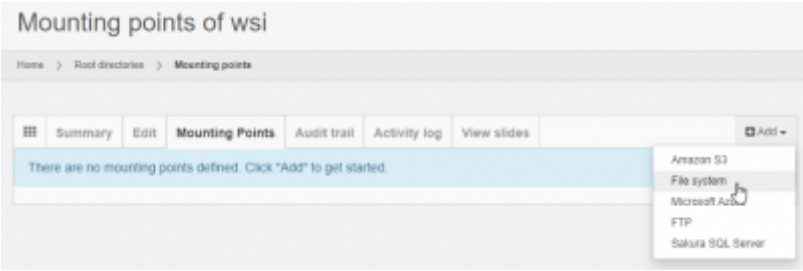 Mounting points of wsi
Home > Root directories > Mounting points
Summary Edit Mounting Points Audit trail Activity log View slides Add
There are no mounting points defined. Click "Add" to get started.
Amazon S3
File system
Microsoft
FTP
Sakura SQL Server